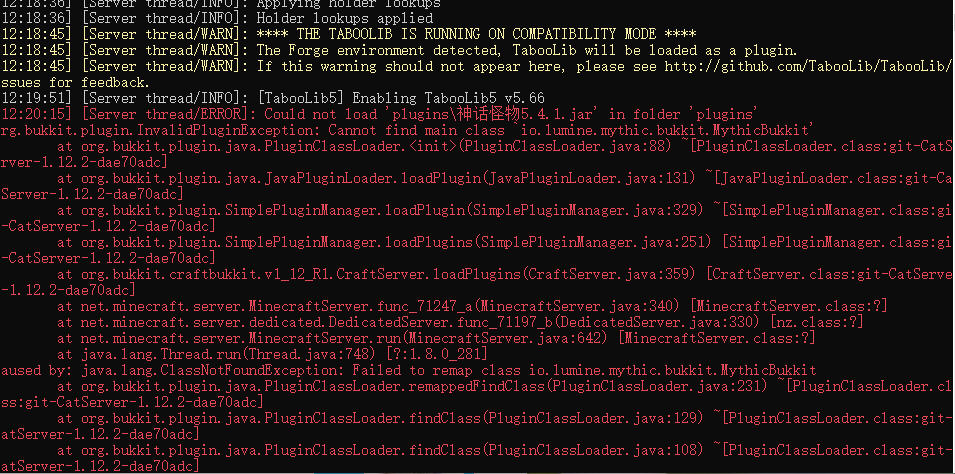 12:18:36] [Server thread/INFO]: Applying holder lookups
12:18:36] [Server thread/INFO]: Holder lookups applied
12:18:45] [Server thread/WARN]: **** THE TABOOLIB IS RUNNING ON COMPATIBILITY MODE ****
12:18:45] [Server thread/WARN]: The Forge environment detected, TabooLib will be loaded as a plugin.
12:18:45] [Server thread/WARN]: If this warning should not appear here, please see http://github.com/TabooLib/TabooLib/
ssues for feedback.
12:19:51] [Server thread/INFO]: [TabooLib5] Enabling TabooLib5 v5.66
12:20:15] [Server thread/ERROR]: Could not load 'plugins\神话怪物5.4.1.jar' in folder 'plugins'
rg.bukkit.plugin.InvalidPluginException: Cannot find main class `io.lumine.mythic.bukkit.MythicBukkit'
at org.bukkit.plugin.java.PluginClassLoader.<init>(PluginClassLoader.java:88) ~[PluginClassLoader.class:git-CatS
rver-1.12.2-dae70adc]
at org.bukkit.plugin.java.JavaPluginLoader.loadPlugin(JavaPluginLoader.java:131) ~[JavaPluginLoader.class:git-Ca
Server-1.12.2-dae70adc]
at org.bukkit.plugin.SimplePluginManager.loadPlugin(SimplePluginManager.java:329) ~[SimplePluginManager.class:gi
-CatServer-1.12.2-dae70adc]
at org.bukkit.plugin.SimplePluginManager.loadPlugins(SimplePluginManager.java:251) [SimplePluginManager.class:gi
-CatServer-1.12.2-dae70adc]
at org.bukkit.craftbukkit.v1_12_R1.CraftServer.loadPlugins(CraftServer.java:359) [CraftServer.class:git-CatServe
-1.12.2-dae70adc]
at net.minecraft.server.MinecraftServer.func_71247_a(MinecraftServer.java:340) [MinecraftServer.class:?]
at net.minecraft.server.dedicated.DedicatedServer.func_71197_b(DedicatedServer.java:330) [nz.class:?]
at net.minecraft.server.MinecraftServer.run(MinecraftServer.java:642) [MinecraftServer.class:?]
at java.lang.Thread.run(Thread.java:748) [?:1.8.0_281]
aused by: java.lang.ClassNotFoundException: Failed to remap class io.lumine.mythic.bukkit.MythicBukkit
at org.bukkit.plugin.java.PluginClassLoader.remappedFindClass(PluginClassLoader.java:231) ~[PluginClassLoader.cl
ss:git-CatServer-1.12.2-dae70adc]
at org.bukkit.plugin.java.PluginClassLoader.findClass(PluginClassLoader.java:129) ~[PluginClassLoader.class:git-
atServer-1.12.2-dae70adc]
at org.bukkit.plugin.java.PluginClassLoader.findClass(PluginClassLoader.java:108) ~[PluginClassLoader.class:git-
atServer-1.12.2-dae70adc]